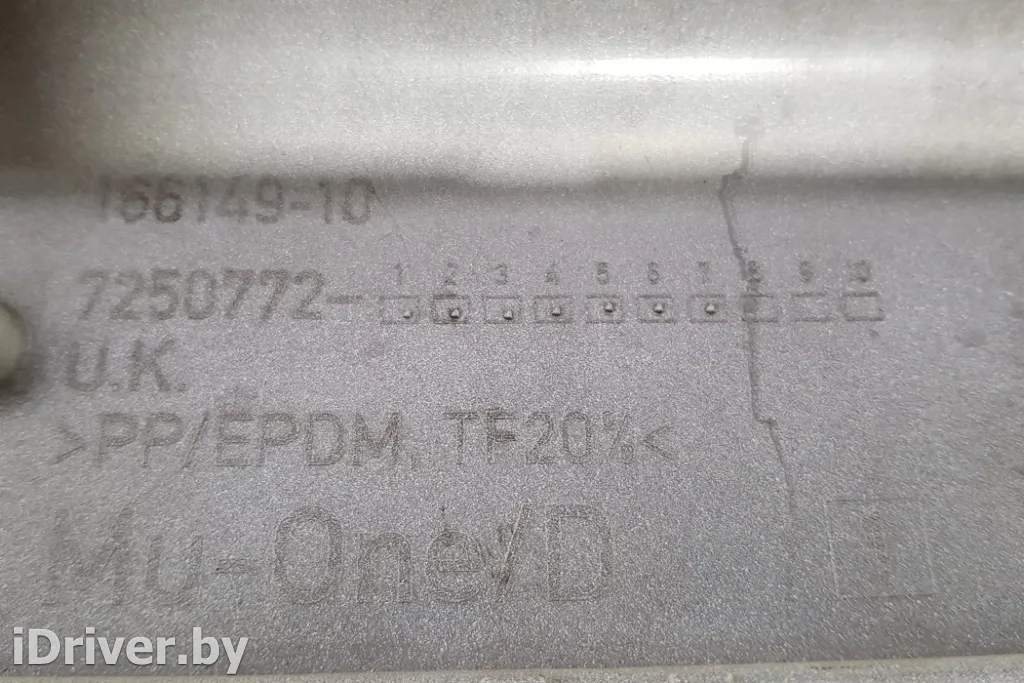 166149-10
1 2 3 4 5 6 7 8 9 10
7250772-
U.K.
>PP/EPDM, TF20%<
Mu-One/D
iDriver.by